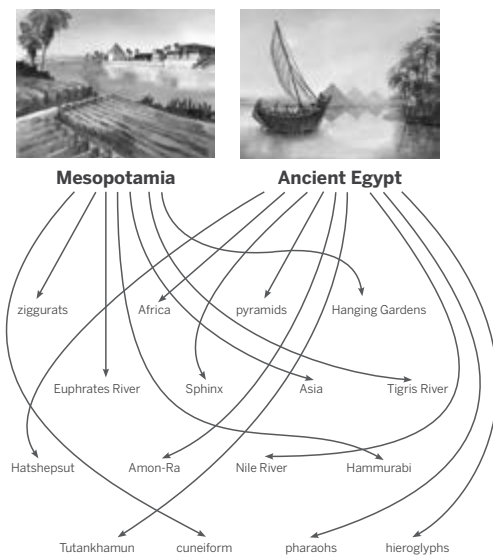 Mesopotamia Ancient Egypt
ziggurats Africa pyramids Hanging Gardens
Euphrates River Sphinx Asia Tigris River
Hatshepsut Amon-Ra Nile River Hammurabi
Tutankhamun cuneiform pharaohs hieroglyphs